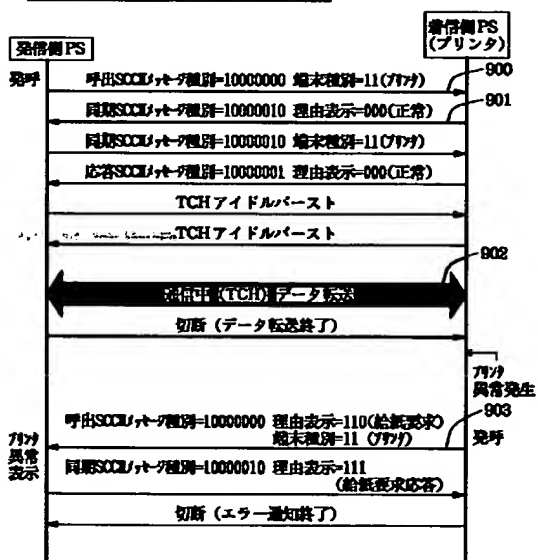 着信側PS
(プリンタ)
発信側PS
発呼
呼出SCCHメッセージ種別=10000000 端末種別=11(プリンタ)
900
同期SCCHメッセージ種別=10000010 理由表示=000(正常)
901
同期SCCHメッセージ種別=10000010 端末種別=11(プリンタ)
応答SCCHメッセージ種別=10000001 理由表示=000(正常)
TCHアイドルバースト
TCHアイドルバースト
902
通信中(TCH)データ転送
切断(データ転送終了)
プリンタ
異常発生
903
呼出SCCHメッセージ種別=10000000 理由表示=110(給紙要求)
端末種別=11 (プリンタ)
発呼
プリンタ
異常
表示
同期SCCHメッセージ種別=10000010 理由表示=111
(給紙要求応答)
切断(エラー通知終了)